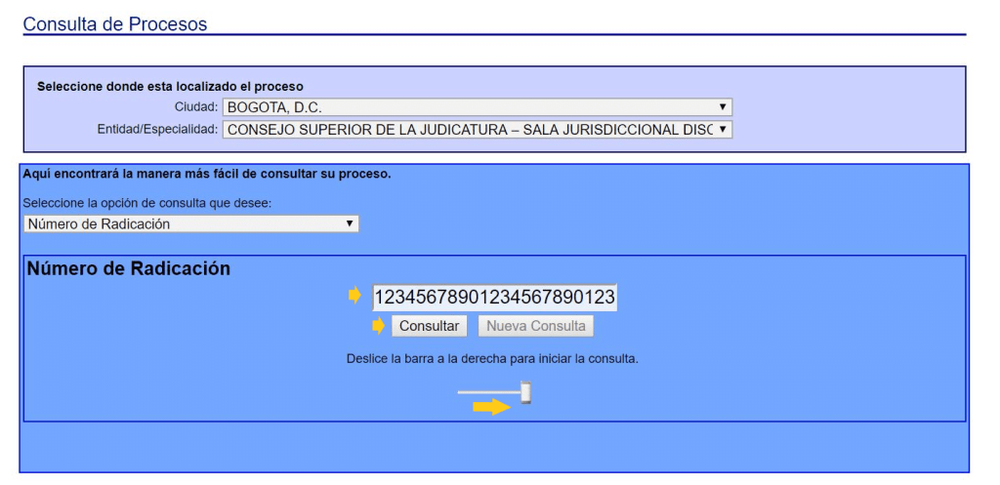 Consulta de Procesos
Seleccione donde esta localizado el proceso
Ciudad: BOGOTA, D.C.
Entidad/Especialidad: CONSEJO SUPERIOR DE LA JUDICATURA – SALA JURISDICCIONAL DISC
Aquí encontrará la manera más fácil de consultar su proceso.
Seleccione la opción de consulta que desee:
Número de Radicación
Número de Radicación
12345678901234567890123
Consultar Nueva Consulta
Deslice la barra a la derecha para iniciar la consulta.